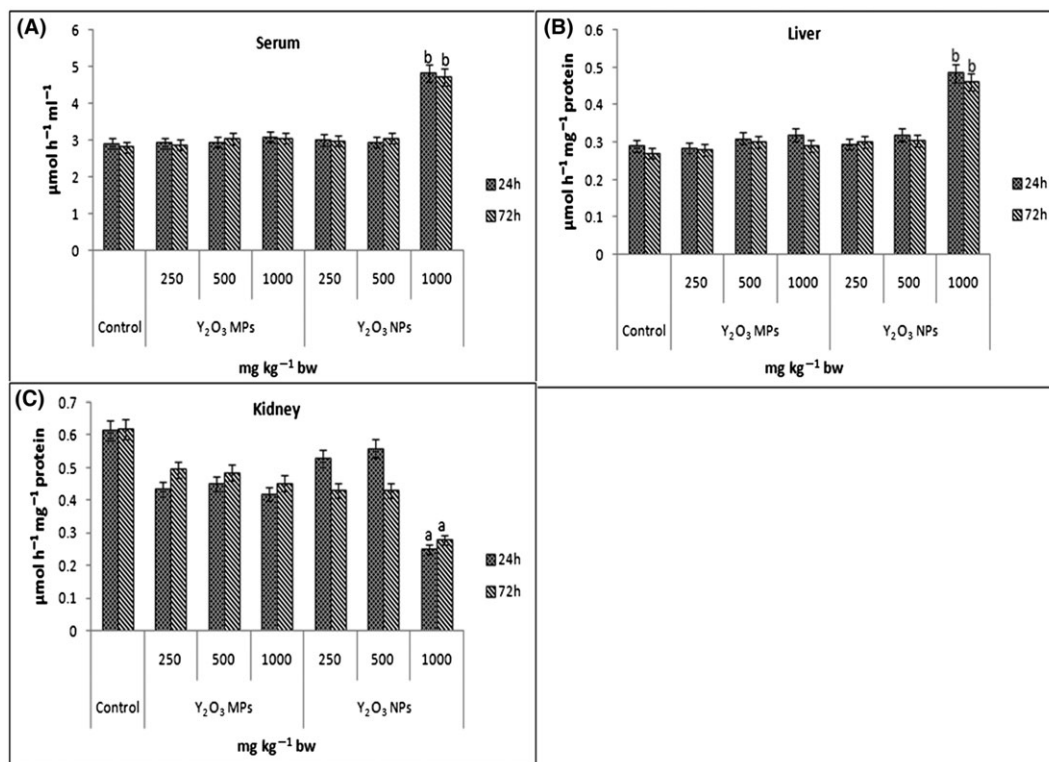 (A)
Serum
µmol h⁻¹ ml⁻¹
6
5
4
3
2
1
0
b b
24h
72h
250 500 1000 250 500 1000
Control Y₂O₃ MPs Y₂O₃ NPs
mg kg⁻¹ bw
(B)
Liver
µmol h⁻¹ mg⁻¹ protein
0.6
0.5
0.4
0.3
0.2
0.1
0
b b
24h
72h
250 500 1000 250 500 1000
Control Y₂O₃ MPs Y₂O₃ NPs
mg kg⁻¹ bw
(C)
Kidney
µmol h⁻¹ mg⁻¹ protein
0.7
0.6
0.5
0.4
0.3
0.2
0.1
0
a a
24h
72h
250 500 1000 250 500 1000
Control Y₂O₃ MPs Y₂O₃ NPs
mg kg⁻¹ bw